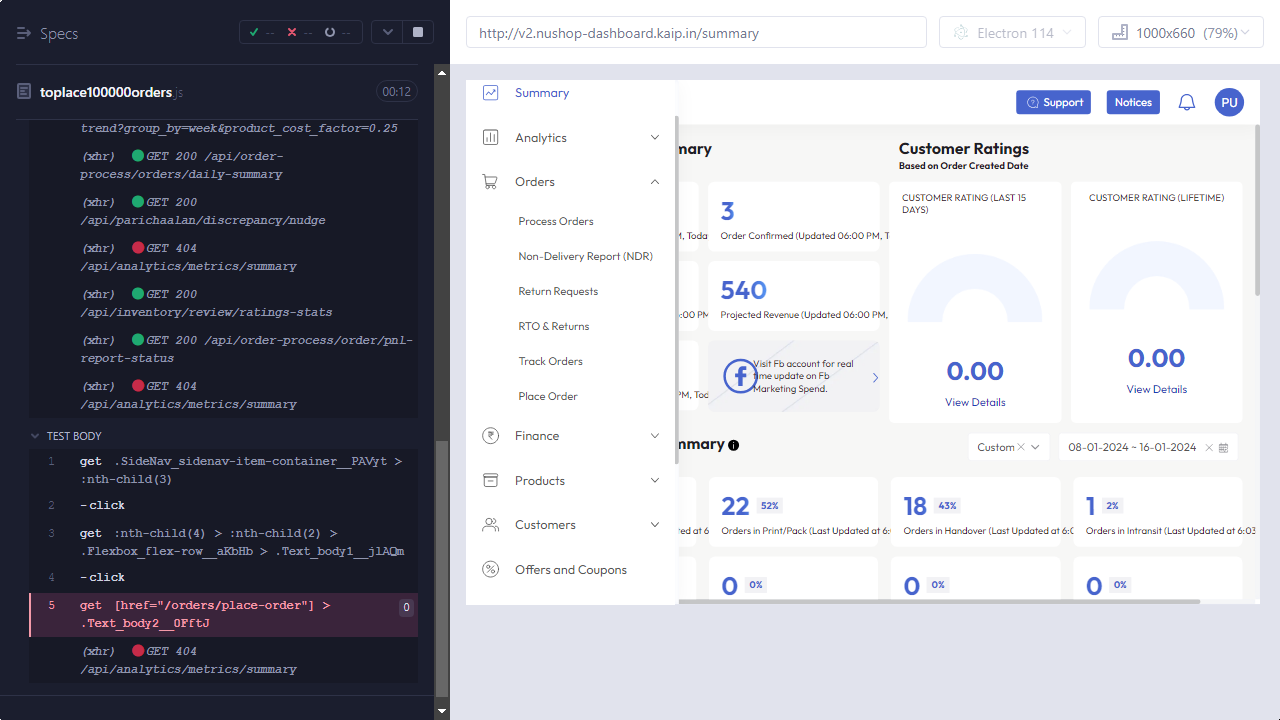 Specs
--
--
--
toplace100000orders.js
00:12
trend?group_by=week&product_cost_factor=0.25
(xhr) GET 200 /api/order-
process/orders/daily-summary
(xhr) GET 200
/api/parichaalan/discrepancy/nudge
(xhr) GET 404
/api/analytics/metrics/summary
(xhr) GET 200
/api/inventory/review/ratings-stats
(xhr) GET 200 /api/order-process/order/pnl-
report-status
(xhr) GET 404
/api/analytics/metrics/summary
TEST BODY
1 get .SideNav_sidenav-item-container__PAVyt >
:nth-child(3)
2 -click
3 get :nth-child(4) > :nth-child(2) >
.Flexbox_flex-row__aKbHb > .Text_body1__jlAQm
4 -click
5 get [href="/orders/place-order"] > 0
.Text_body2__0FftJ
(xhr) GET 404
/api/analytics/metrics/summary
http://v2.nushop-dashboard.kaip.in/summary
Electron 114
1000x660 (79%)
Summary
Analytics
Orders
Process Orders
Non-Delivery Report (NDR)
Return Requests
RTO & Returns
Track Orders
Place Order
Finance
Products
Customers
Offers and Coupons
Support
Notices
PU
mary
Customer Ratings
Based on Order Created Date
M, Toda
3
Order Confirmed (Updated 06:00 PM, T
CUSTOMER RATING (LAST 15
DAYS)
CUSTOMER RATING (LIFETIME)
:00 PM
540
Projected Revenue (Updated 06:00 PM,
PM, Tod
Visit Fb account for real
time update on Fb
Marketing Spend.
0.00
View Details
0.00
View Details
mmary
Custom
08-01-2024 ~ 16-01-2024
ted at 6
22 52%
Orders in Print/Pack (Last Updated at 6:0
18 43%
Orders in Handover (Last Updated at 6:0
1 2%
Orders in Intransit (Last Updated at 6:03
0 0%
0 0%
0 0%